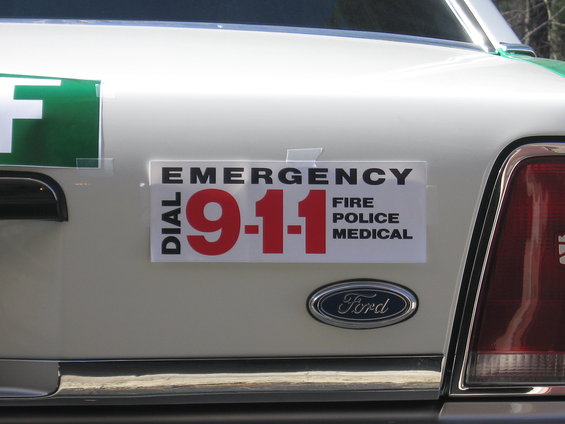 F
EMERGENCY
DIAL
9-1-1
FIRE
POLICE
MEDICAL
Ford